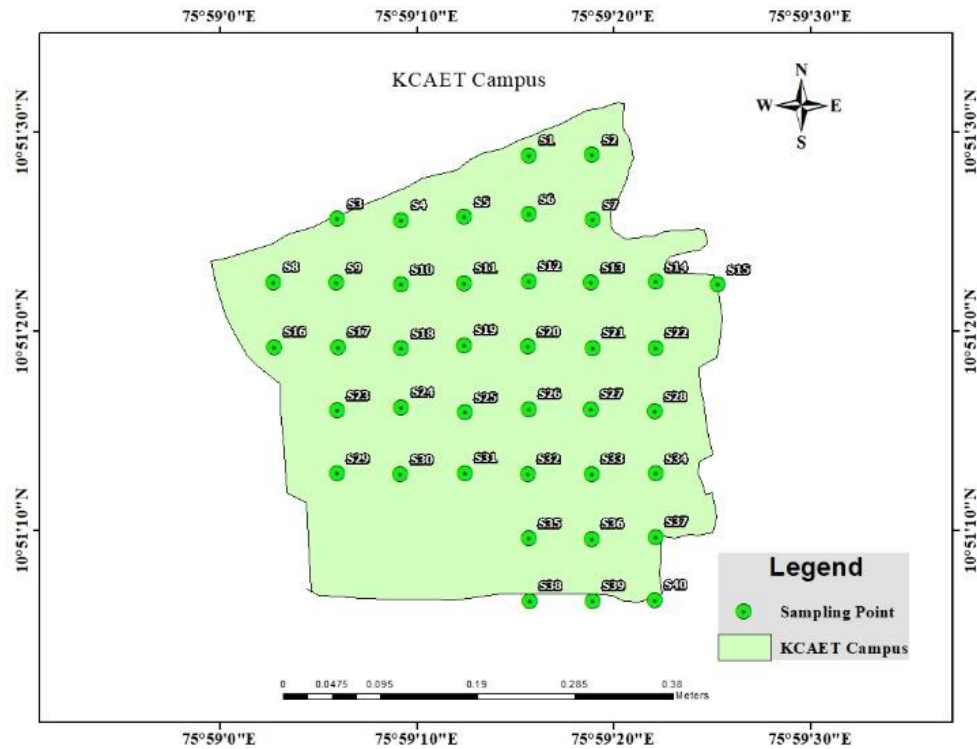 75°59'0"E 75°59'10"E 75°59'20"E 75°59'30"E
KCAET Campus
N
W E
S
10°51'30"N 10°51'30"N
S1 S2
S3 S4 S5 S6 S7
S8 S9 S10 S11 S12 S13 S14 S15
10°51'20"N 10°51'20"N
S16 S17 S18 S19 S20 S21 S22
S23 S24 S25 S26 S27 S28
S29 S30 S31 S32 S33 S34
10°51'10"N 10°51'10"N
S35 S36 S37
S38 S39 S40
Legend
Sampling Point
KCAET Campus
0 0.0475 0.095 0.19 0.285 0.38
Meters
75°59'0"E 75°59'10"E 75°59'20"E 75°59'30"E